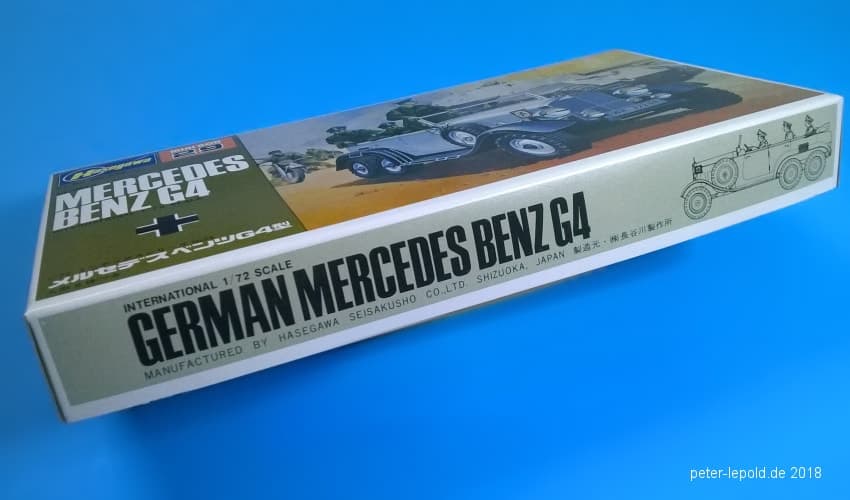 Hasegawa
MINIBOX
MERCEDES
BENZ G4
メルセデスベンツG4型
INTERNATIONAL 1/72 SCALE
GERMAN MERCEDES BENZ G4
MANUFACTURED BY HASEGAWA SEISAKUSHO CO.,LTD. SHIZUOKA, JAPAN 製造元・㈱長谷川製作所
peter-lepold.de 2018